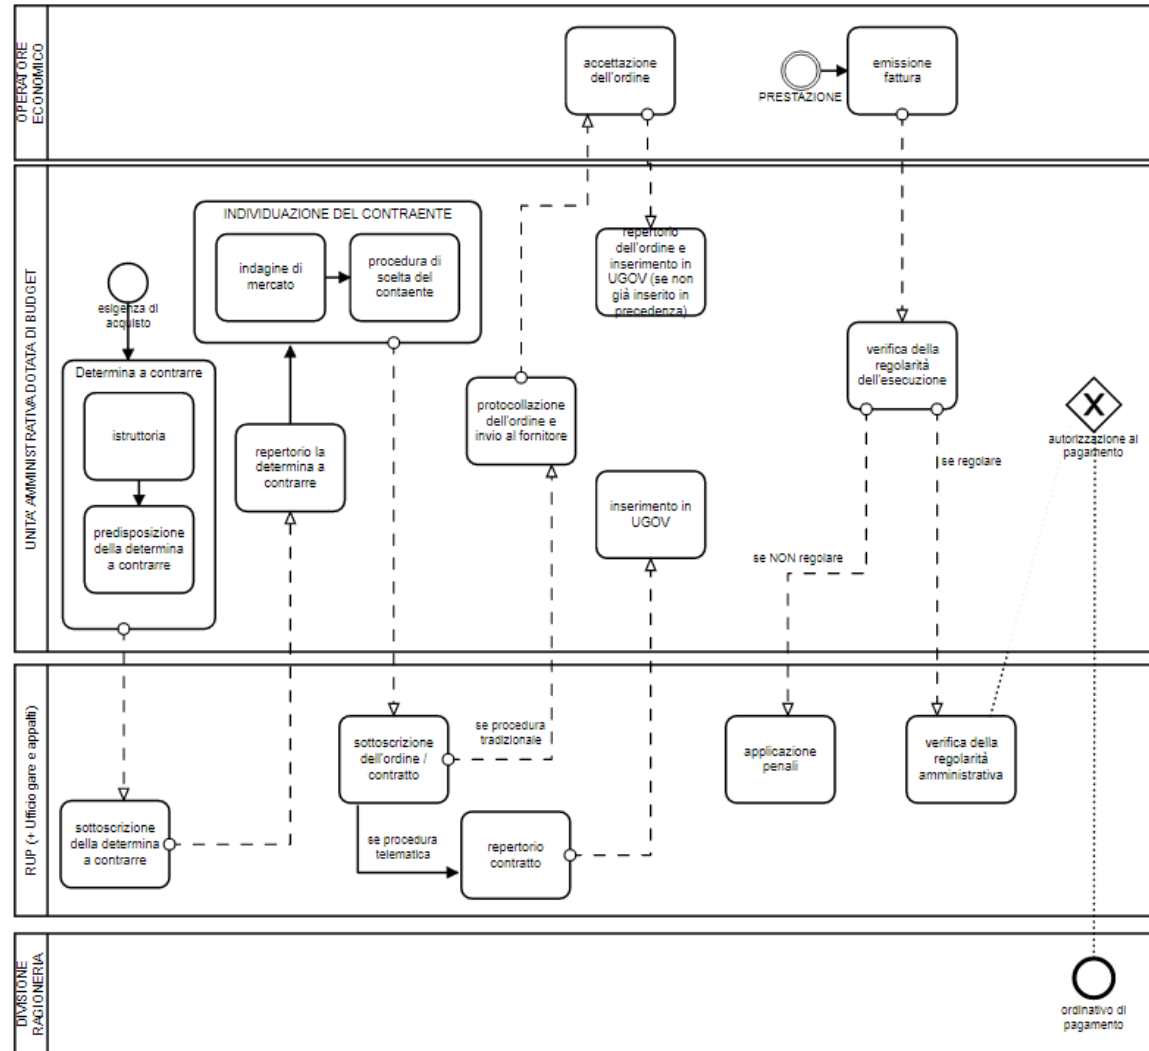 OPERATORE
ECONOMICO
accettazione
dell'ordine
PRESTAZIONE
emissione
fattura
UNITA' AMMINISTRATIVA DOTATA DI BUDGET
esigenza di
acquisto
Determina a contrarre
istruttoria
predisposizione
della determina
a contrarre
INDIVIDUAZIONE DEL CONTRAENTE
indagine di
mercato
procedura di
scelta del
contaente
repertorio la
determina a
contrarre
protocollazione
dell'ordine e
invio al fornitore
repertorio
dell'ordine e
inserimento in
UGOV (se non
già inserito in
precedenza)
inserimento in
UGOV
verifica della
regolarità
dell'esecuzione
se NON regolare
se regolare
X
autorizzazione al
pagamento
RUP (+ Ufficio gare e appalti)
sottoscrizione
della determina
a contrarre
sottoscrizione
dell'ordine /
contratto
se procedura
tradizionale
se procedura
telematica
repertorio
contratto
applicazione
penali
verifica della
regolarità
amministrativa
DIVISIONE
RAGIONERIA
ordinativo di
pagamento